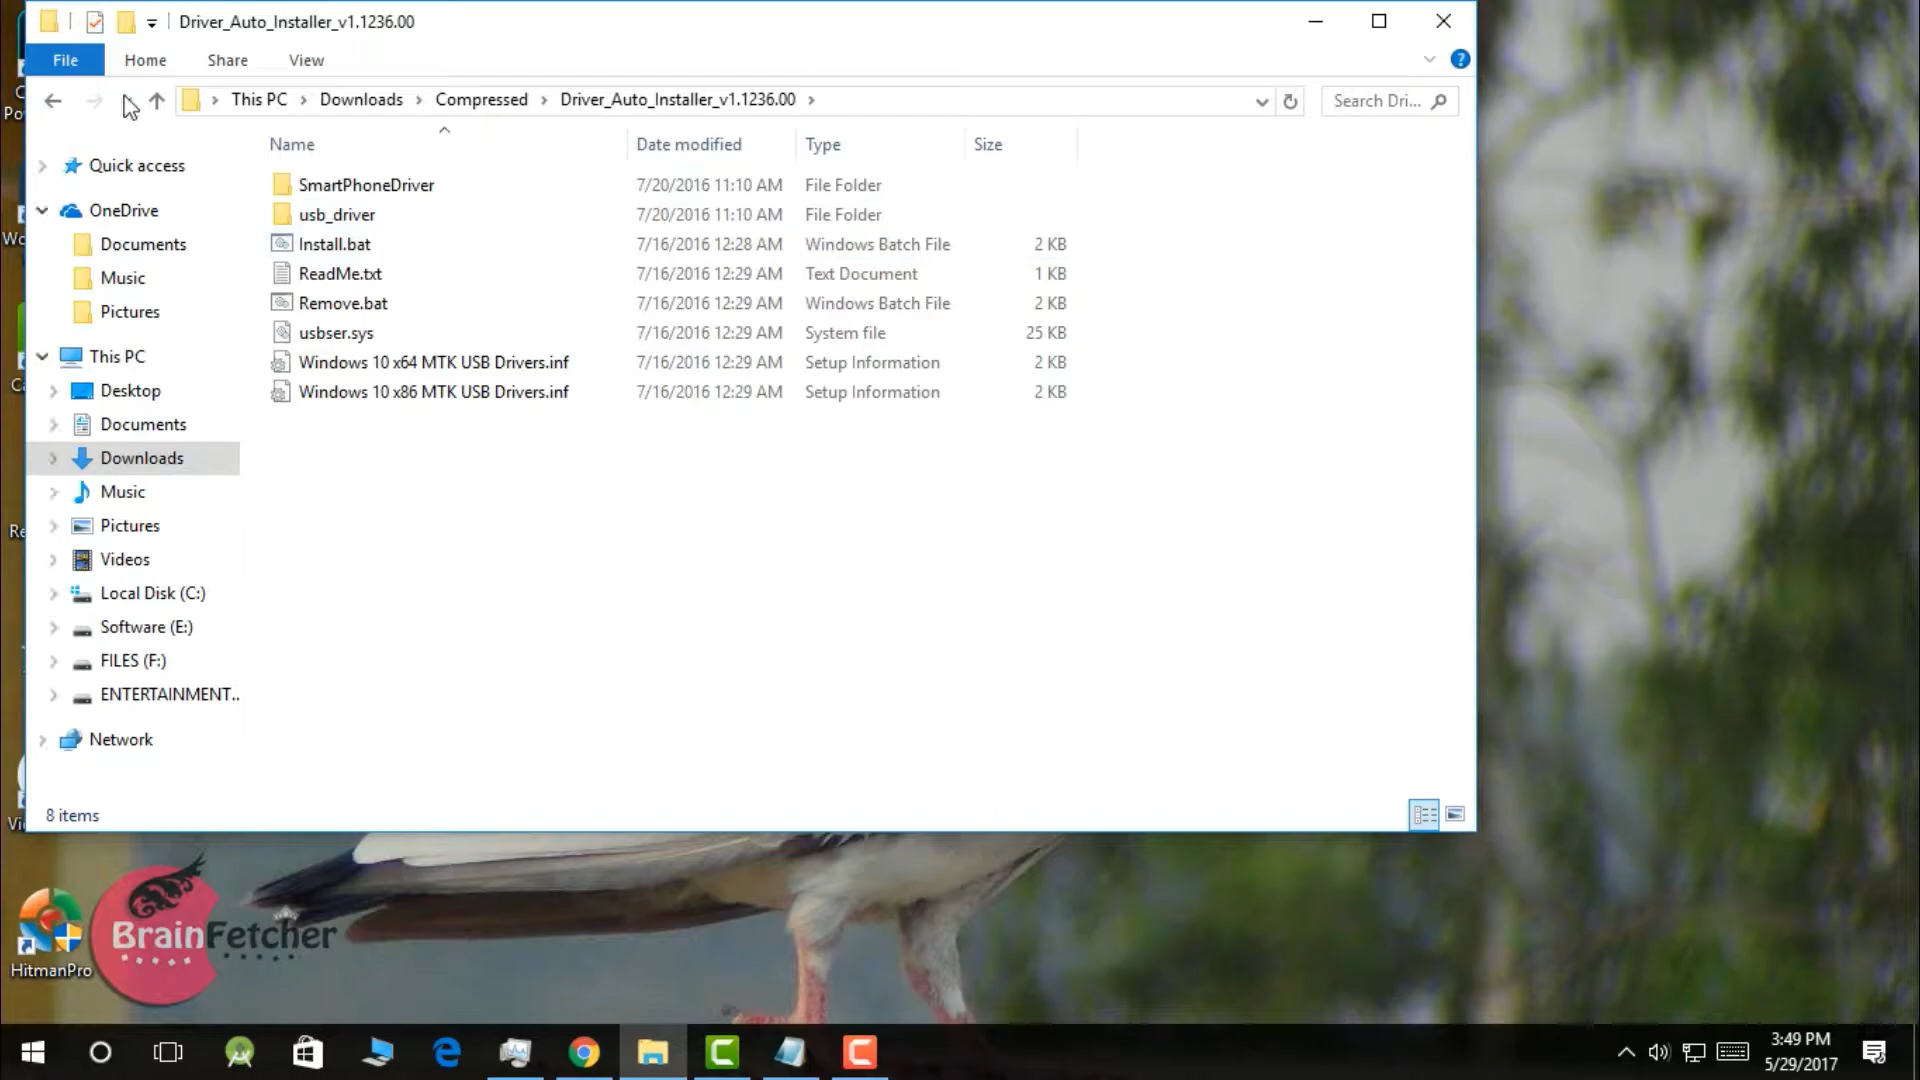 Driver_Auto_Installer_v1.1236.00
File Home Share View
This PC Downloads Compressed Driver_Auto_Installer_v1.1236.00
Search Dri...
Name Date modified Type Size
Quick access
OneDrive
Documents
Music
Pictures
This PC
Desktop
Documents
Downloads
Music
Pictures
Videos
Local Disk (C:)
Software (E:)
FILES (F:)
ENTERTAINMENT..
Network
SmartPhoneDriver 7/20/2016 11:10 AM File Folder
usb_driver 7/20/2016 11:10 AM File Folder
Install.bat 7/16/2016 12:28 AM Windows Batch File 2 KB
ReadMe.txt 7/16/2016 12:29 AM Text Document 1 KB
Remove.bat 7/16/2016 12:29 AM Windows Batch File 2 KB
usbser.sys 7/16/2016 12:29 AM System file 25 KB
Windows 10 x64 MTK USB Drivers.inf 7/16/2016 12:29 AM Setup Information 2 KB
Windows 10 x86 MTK USB Drivers.inf 7/16/2016 12:29 AM Setup Information 2 KB
8 items
BrainFetcher
HitmanPro
3:49 PM
5/29/2017